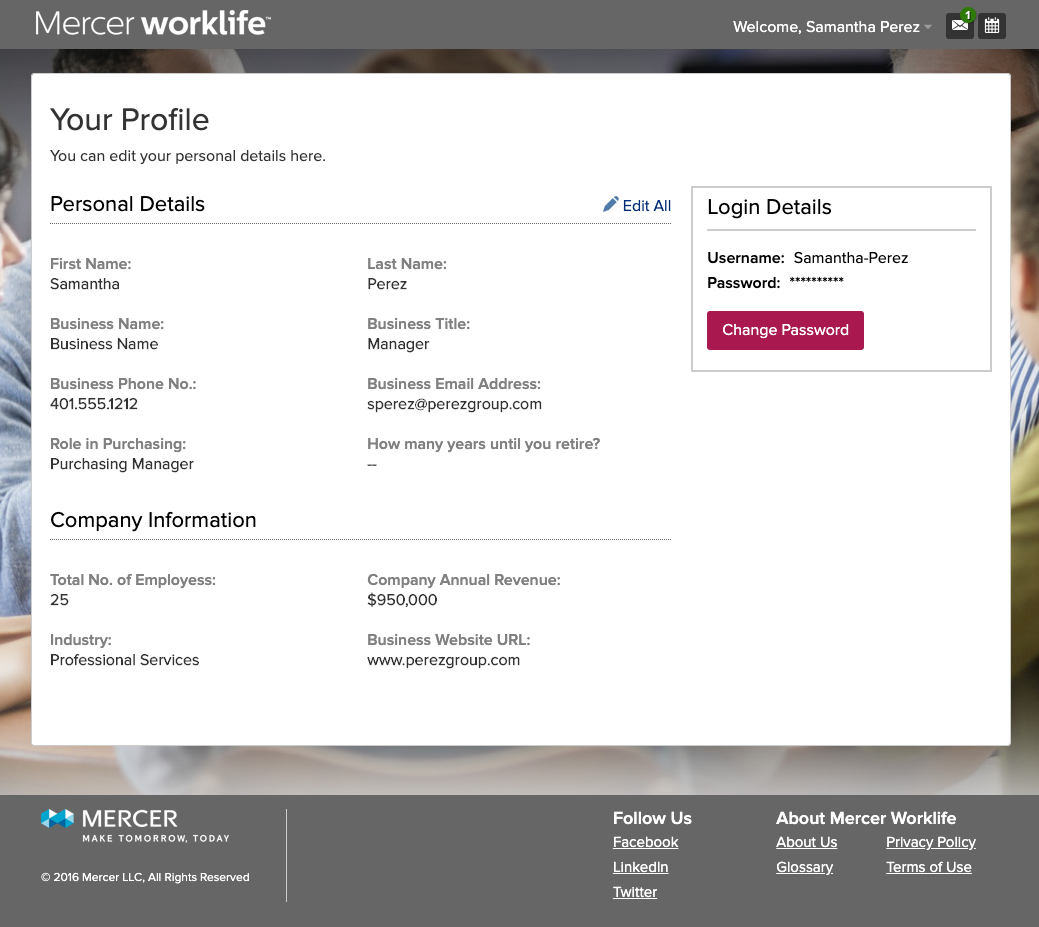 Mercer worklife™
Welcome, Samantha Perez
1
Your Profile
You can edit your personal details here.
Personal Details
Edit All
First Name:
Samantha
Last Name:
Perez
Business Name:
Business Name
Business Title:
Manager
Business Phone No.:
401.555.1212
Business Email Address:
sperez@perezgroup.com
Role in Purchasing:
Purchasing Manager
How many years until you retire?
--
Company Information
Total No. of Employess:
25
Company Annual Revenue:
$950,000
Industry:
Professional Services
Business Website URL:
www.perezgroup.com
Login Details
Username: Samantha-Perez
Password: **********
Change Password
MERCER
MAKE TOMORROW, TODAY
© 2016 Mercer LLC, All Rights Reserved
Follow Us
Facebook
LinkedIn
Twitter
About Mercer Worklife
About Us
Privacy Policy
Glossary
Terms of Use